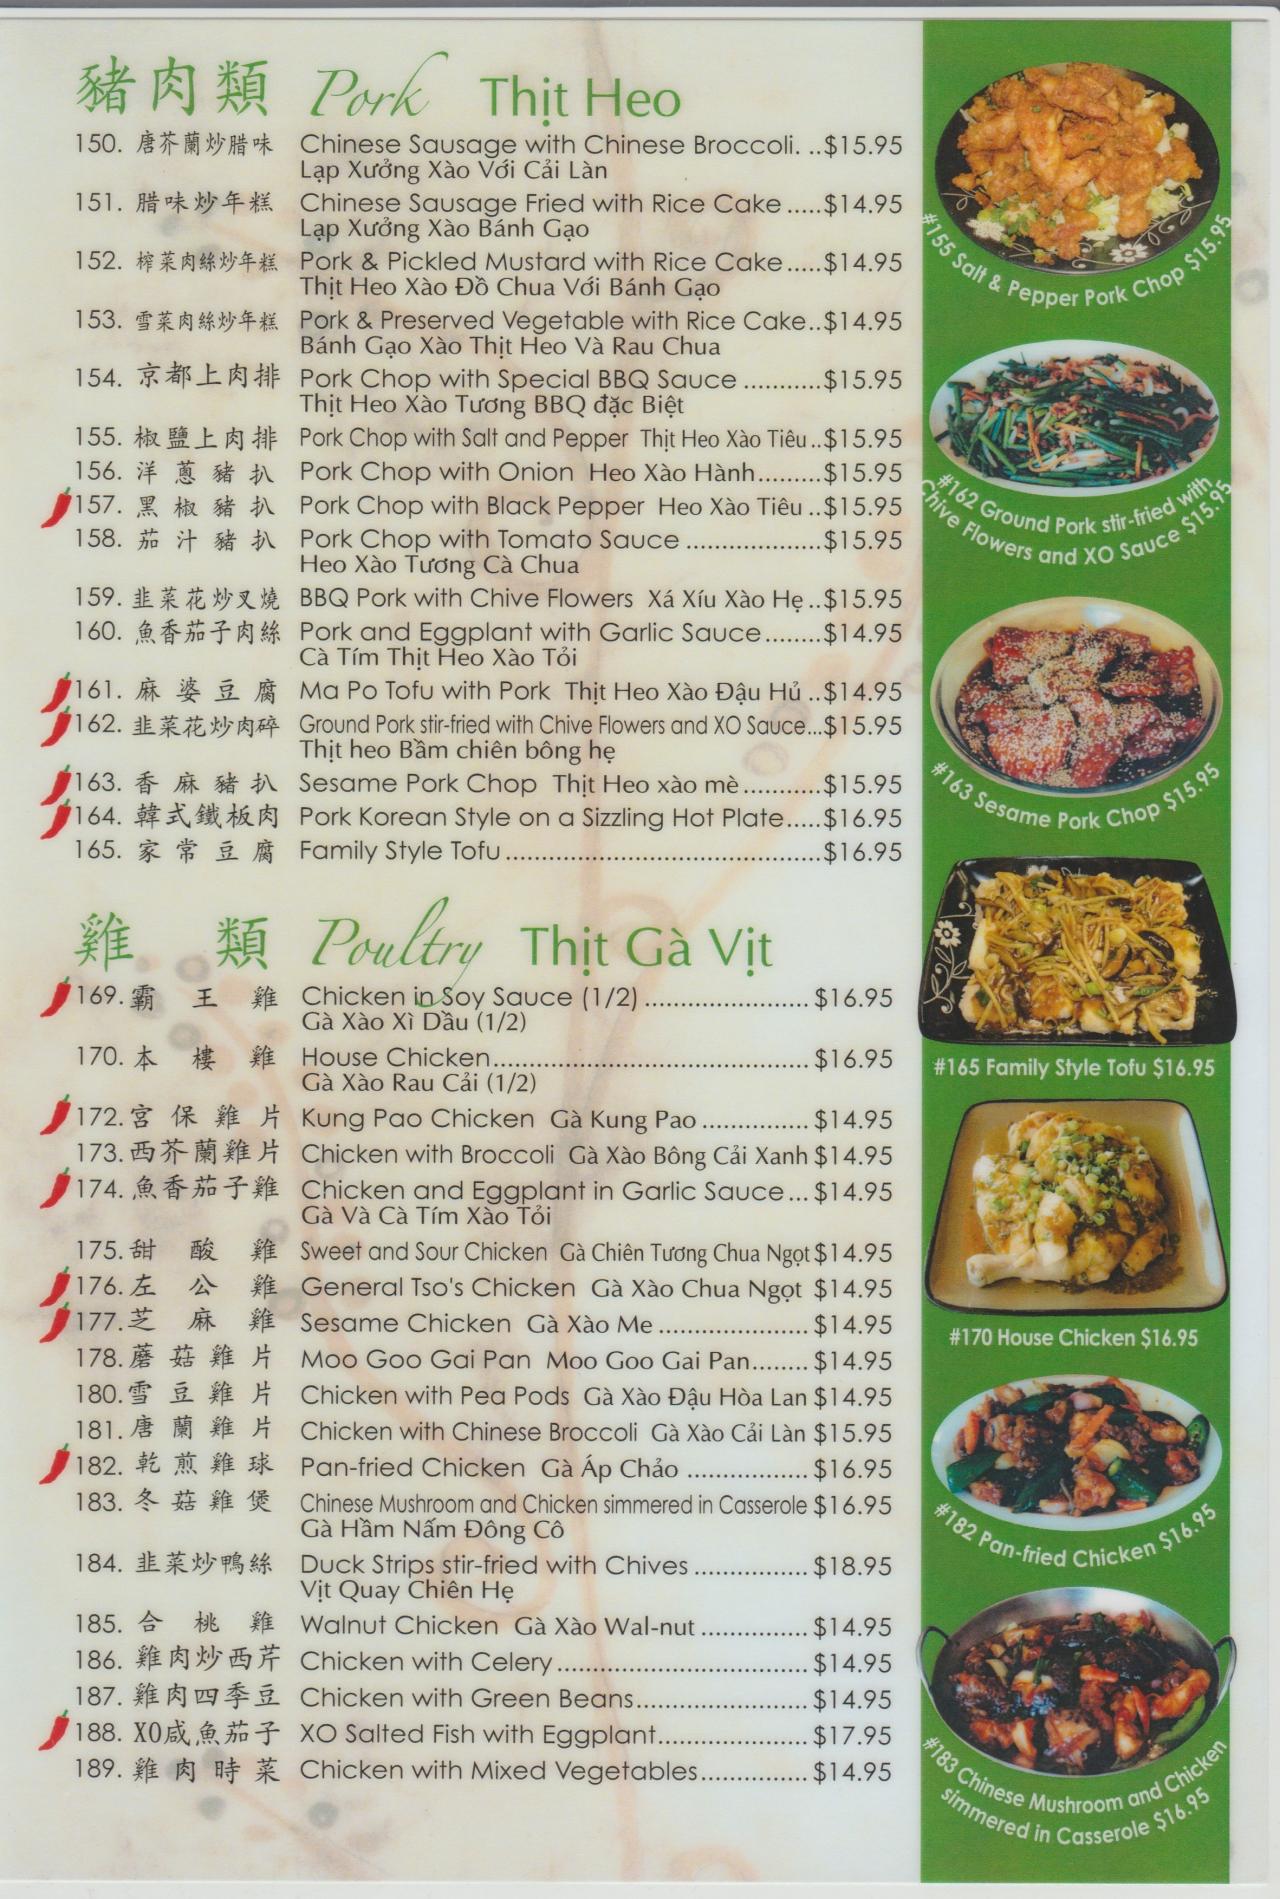 豬肉類 Pork Thịt Heo
150. 唐芥蘭炒腊味 Chinese Sausage with Chinese Broccoli. ..$15.95
Lạp Xưởng Xào Với Cải Làn
151. 腊味炒年糕 Chinese Sausage Fried with Rice Cake .....$14.95
Lạp Xưởng Xào Bánh Gạo
152. 榨菜肉絲炒年糕 Pork & Pickled Mustard with Rice Cake.....$14.95
Thịt Heo Xào Đồ Chua Với Bánh Gạo
153. 雪菜肉絲炒年糕 Pork & Preserved Vegetable with Rice Cake..$14.95
Bánh Gạo Xào Thịt Heo Và Rau Chua
154. 京都上肉排 Pork Chop with Special BBQ Sauce ...........$15.95
Thịt Heo Xào Tương BBQ đặc Biệt
155. 椒鹽上肉排 Pork Chop with Salt and Pepper Thịt Heo Xào Tiêu..$15.95
156. 洋蔥豬扒 Pork Chop with Onion Heo Xào Hành.........$15.95
157. 黑椒豬扒 Pork Chop with Black Pepper Heo Xào Tiêu ..$15.95
158. 茄汁豬扒 Pork Chop with Tomato Sauce ...................$15.95
Heo Xào Tương Cà Chua
159. 韭菜花炒叉燒 BBQ Pork with Chive Flowers Xá Xíu Xào Hẹ ..$15.95
160. 魚香茄子肉絲 Pork and Eggplant with Garlic Sauce........$14.95
Cà Tím Thịt Heo Xào Tỏi
161. 麻婆豆腐 Ma Po Tofu with Pork Thịt Heo Xào Đậu Hủ ..$14.95
162. 韭菜花炒肉碎 Ground Pork stir-fried with Chive Flowers and XO Sauce...$15.95
Thịt heo Bầm chiên bông hẹ
163. 香麻豬扒 Sesame Pork Chop Thịt Heo xào mè...........$15.95
164. 韓式鐵板肉 Pork Korean Style on a Sizzling Hot Plate.....$16.95
165. 家常豆腐 Family Style Tofu............................................$16.95
雞類 Poultry Thịt Gà Vịt
169. 霸王雞 Chicken in Soy Sauce (1/2)....................... $16.95
Gà Xào Xì Dầu (1/2)
170. 本樓雞 House Chicken............................................ $16.95
Gà Xào Rau Cải (1/2)
172. 宮保雞片 Kung Pao Chicken Gà Kung Pao ............... $14.95
173. 西芥蘭雞片 Chicken with Broccoli Gà Xào Bông Cải Xanh $14.95
174. 魚香茄子雞 Chicken and Eggplant in Garlic Sauce... $14.95
Gà Và Cà Tím Xào Tỏi
175. 甜酸雞 Sweet and Sour Chicken Gà Chiên Tương Chua Ngọt $14.95
176. 左公雞 General Tso's Chicken Gà Xào Chua Ngọt $14.95
177. 芝麻雞 Sesame Chicken Gà Xào Me ..................... $14.95
178. 蘑菇雞片 Moo Goo Gai Pan Moo Goo Gai Pan........ $14.95
180. 雪豆雞片 Chicken with Pea Pods Gà Xào Đậu Hòa Lan $14.95
181. 唐蘭雞片 Chicken with Chinese Broccoli Gà Xào Cải Làn $15.95
182. 乾煎雞球 Pan-fried Chicken Gà Áp Chảo ................. $16.95
183. 冬菇雞煲 Chinese Mushroom and Chicken simmered in Casserole $16.95
Gà Hầm Nấm Đông Cô
184. 韭菜炒鴨絲 Duck Strips stir-fried with Chives ................ $18.95
Vịt Quay Chiên Hẹ
185. 合桃雞 Walnut Chicken Gà Xào Wal-nut ............... $14.95
186. 雞肉炒西芹 Chicken with Celery................................... $14.95
187. 雞肉四季豆 Chicken with Green Beans........................ $14.95
188. XO咸魚茄子 XO Salted Fish with Eggplant..................... $17.95
189. 雞肉時菜 Chicken with Mixed Vegetables............... $14.95
#155 Salt & Pepper Pork Chop $15.95
#162 Ground Pork stir-fried with
Chive Flowers and XO Sauce $15.95
#163 Sesame Pork Chop $15.95
#165 Family Style Tofu $16.95
#170 House Chicken $16.95
#182 Pan-fried Chicken $16.95
#183 Chinese Mushroom and Chicken
simmered in Casserole $16.95